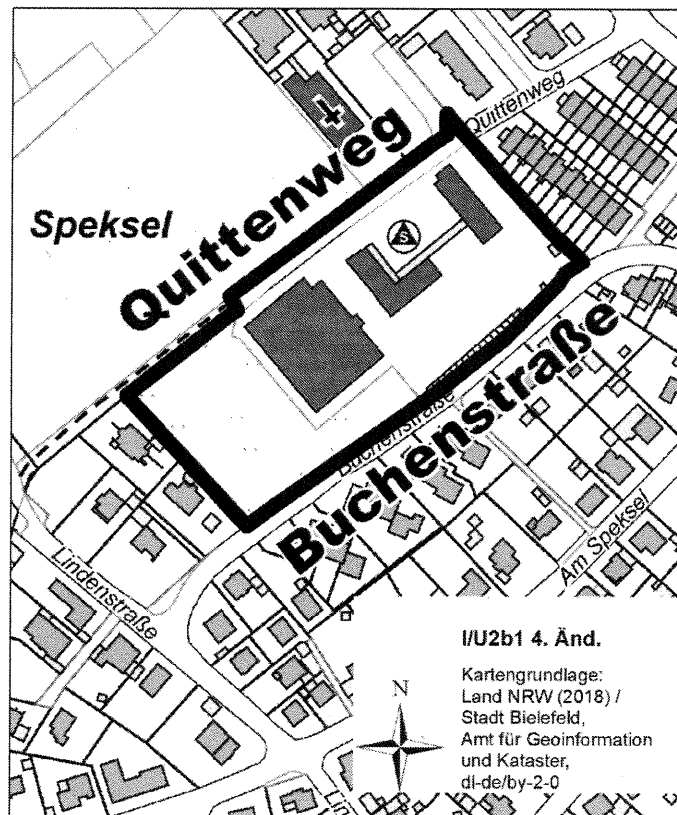 Quittenweg
Quittenweg
Speksel
S
Buchenstraße
Buchenstraße
Am Speksel
Lindenstraße
I/U2b1 4. Änd.
Kartengrundlage:
Land NRW (2018) /
Stadt Bielefeld,
Amt für Geoinformation
und Kataster,
dl-de/by-2-0
N